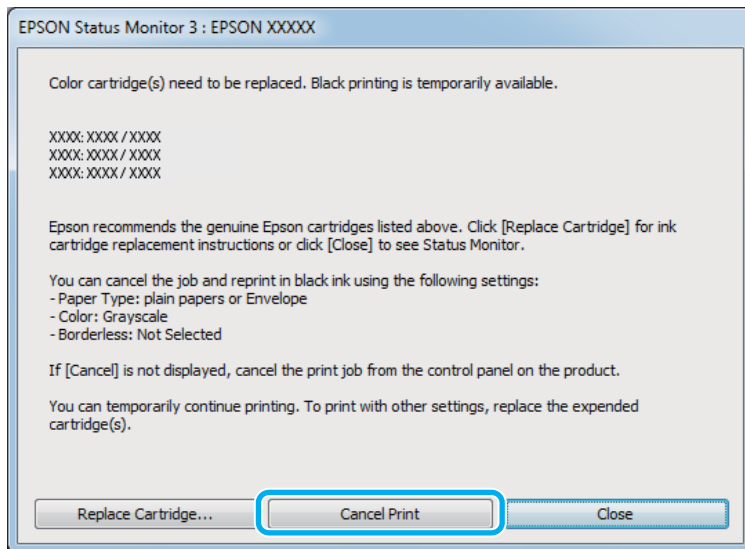 EPSON Status Monitor 3 : EPSON XXXXX
Color cartridge(s) need to be replaced. Black printing is temporarily available.
XXXX: XXXX / XXXX
XXXX: XXXX / XXXX
XXXX: XXXX / XXXX
Epson recommends the genuine Epson cartridges listed above. Click [Replace Cartridge] for ink
cartridge replacement instructions or click [Close] to see Status Monitor.
You can cancel the job and reprint in black ink using the following settings:
- Paper Type: plain papers or Envelope
- Color: Grayscale
- Borderless: Not Selected
If [Cancel] is not displayed, cancel the print job from the control panel on the product.
You can temporarily continue printing. To print with other settings, replace the expended
cartridge(s).
Replace Cartridge... Cancel Print Close